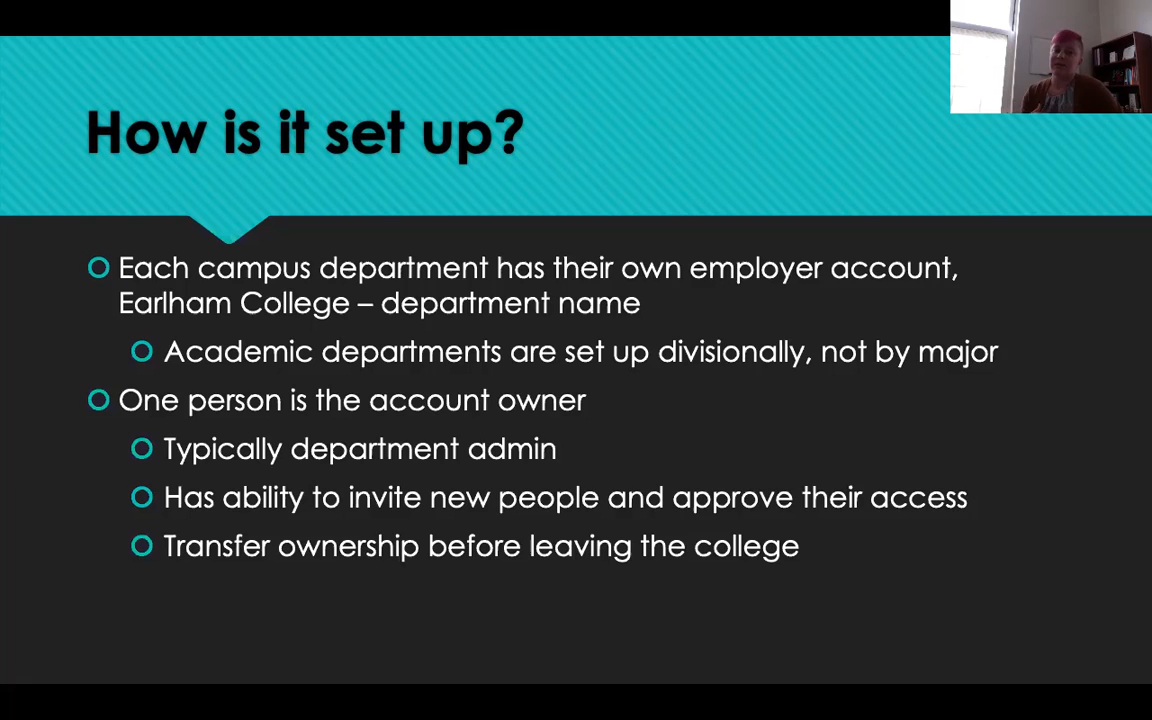 How is it set up?
Each campus department has their own employer account,
Earlham College – department name
Academic departments are set up divisionally, not by major
One person is the account owner
Typically department admin
Has ability to invite new people and approve their access
Transfer ownership before leaving the college